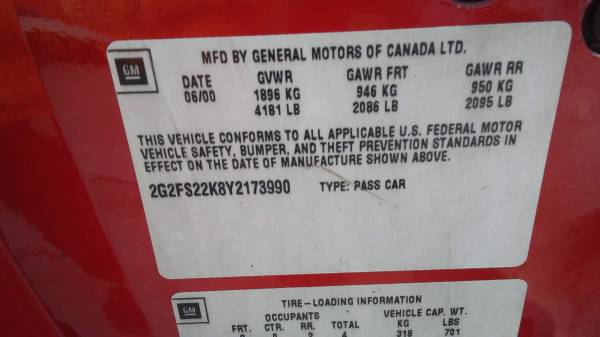 GM
MFD BY GENERAL MOTORS OF CANADA LTD.
DATE GVWR GAWR FRT GAWR RR
06/00 1896 KG 946 KG 950 KG
4181 LB 2086 LB 2095 LB
THIS VEHICLE CONFORMS TO ALL APPLICABLE U.S. FEDERAL MOTOR
VEHICLE SAFETY, BUMPER, AND THEFT PREVENTION STANDARDS IN
EFFECT ON THE DATE OF MANUFACTURE SHOWN ABOVE.
2G2FS22K8Y2173990 TYPE: PASS CAR
GM
TIRE-LOADING INFORMATION
OCCUPANTS VEHICLE CAP. WT.
FRT. CTR. RR. TOTAL KG LBS
2 4 318 701